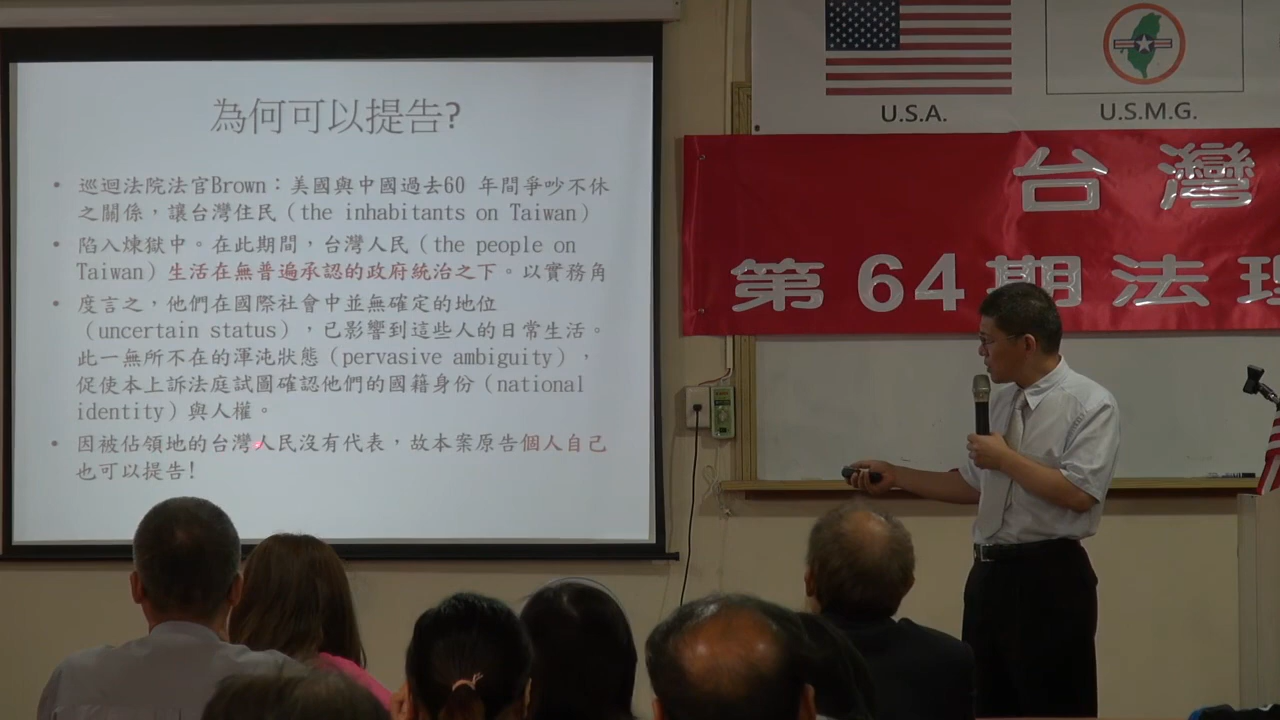 為何可以提告?
• 巡迴法院法官Brown：美國與中國過去60 年間爭吵不休
之關係，讓台灣住民（the inhabitants on Taiwan）
• 陷入煉獄中。在此期間，台灣人民（the people on
Taiwan）生活在無普遍承認的政府統治之下。以實務角
• 度言之，他們在國際社會中並無確定的地位
（uncertain status），已影響到這些人的日常生活。
此一無所不在的渾沌狀態（pervasive ambiguity），
促使本上訴法庭試圖確認他們的國籍身份（national
identity）與人權。
• 因被佔領地的台灣人民沒有代表，故本案原告個人自己
也可以提告!
U.S.A.
U.S.M.G.
台灣
第64期法理